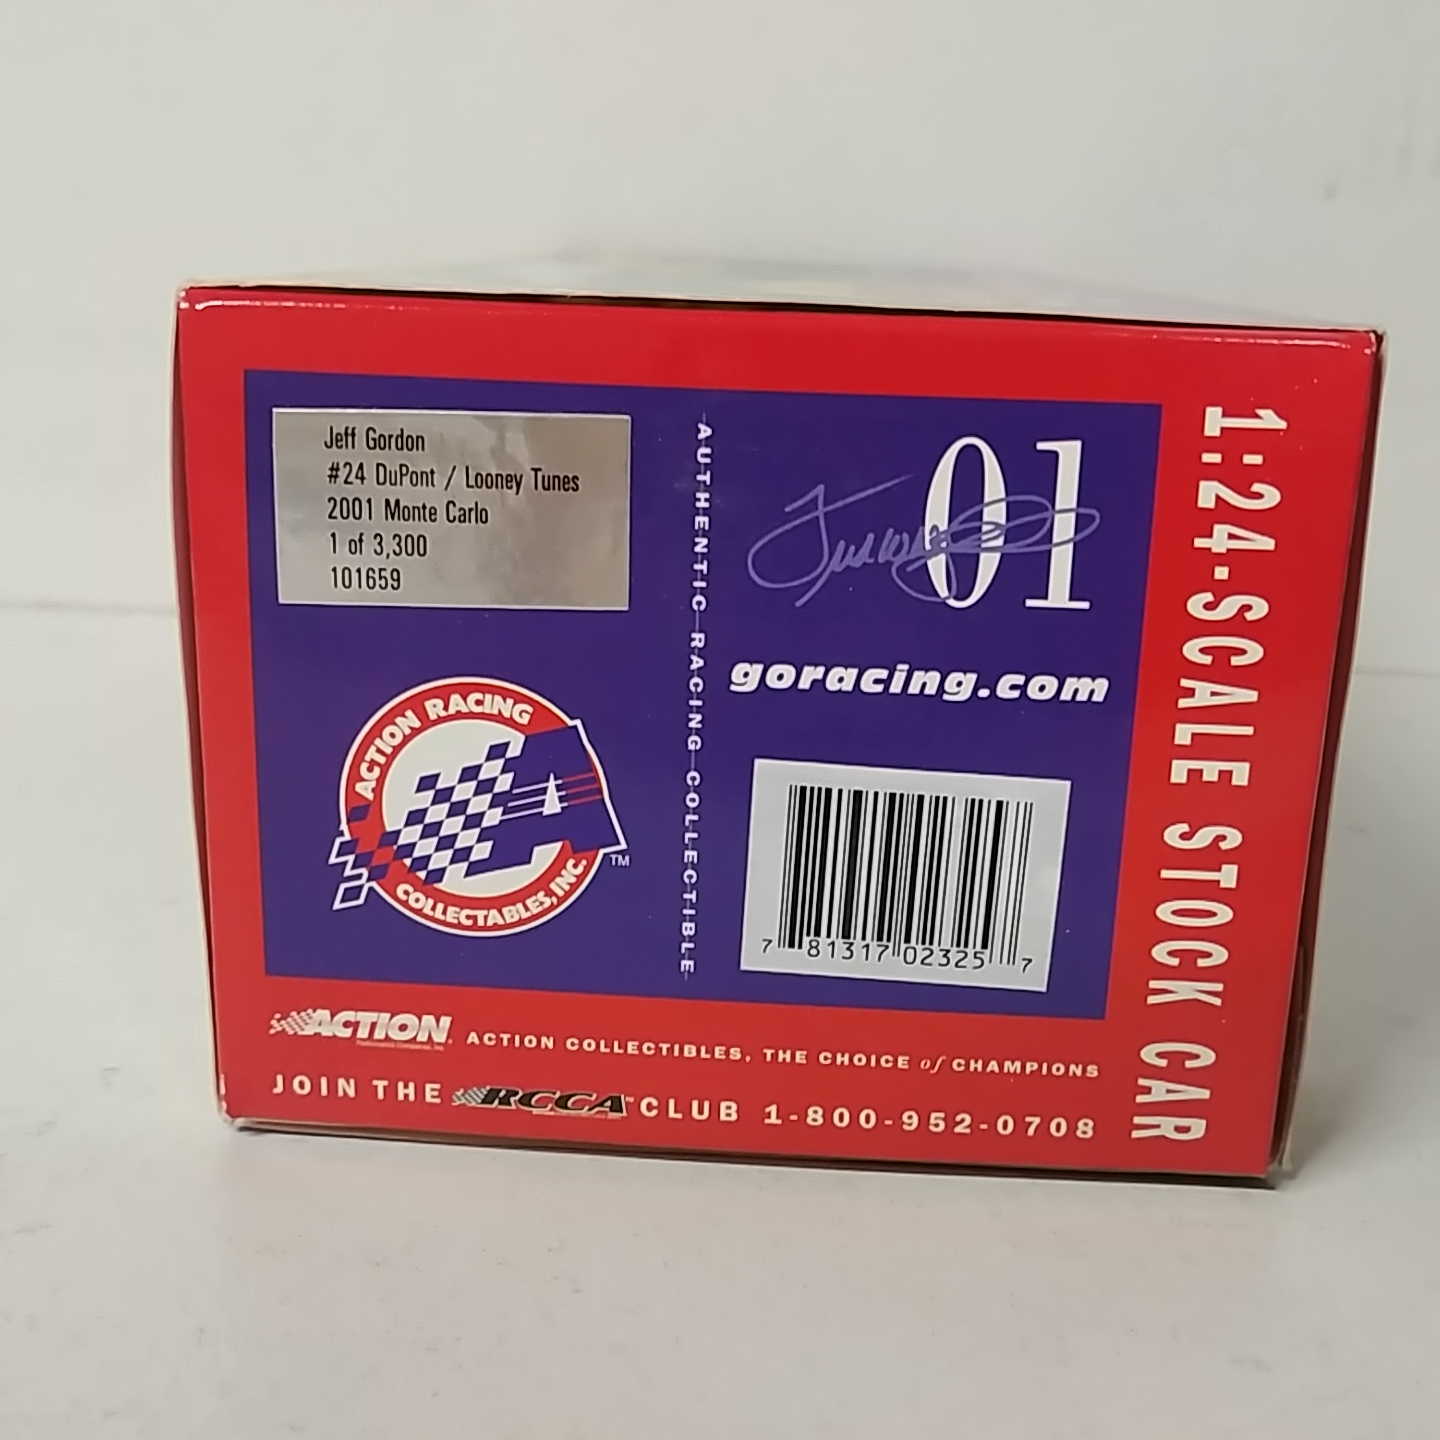 Jeff Gordon
#24 DuPont / Looney Tunes
2001 Monte Carlo
1 of 3,300
101659
AUTHENTIC RACING COLLECTIBLE
01
goracing.com
ACTION RACING
COLLECTABLES, INC.
TM
7 81317 02325 7
1:24-SCALE STOCK CAR
ACTION
ACTION COLLECTIBLES, THE CHOICE of CHAMPIONS
JOIN THE RCCA CLUB 1-800-952-0708